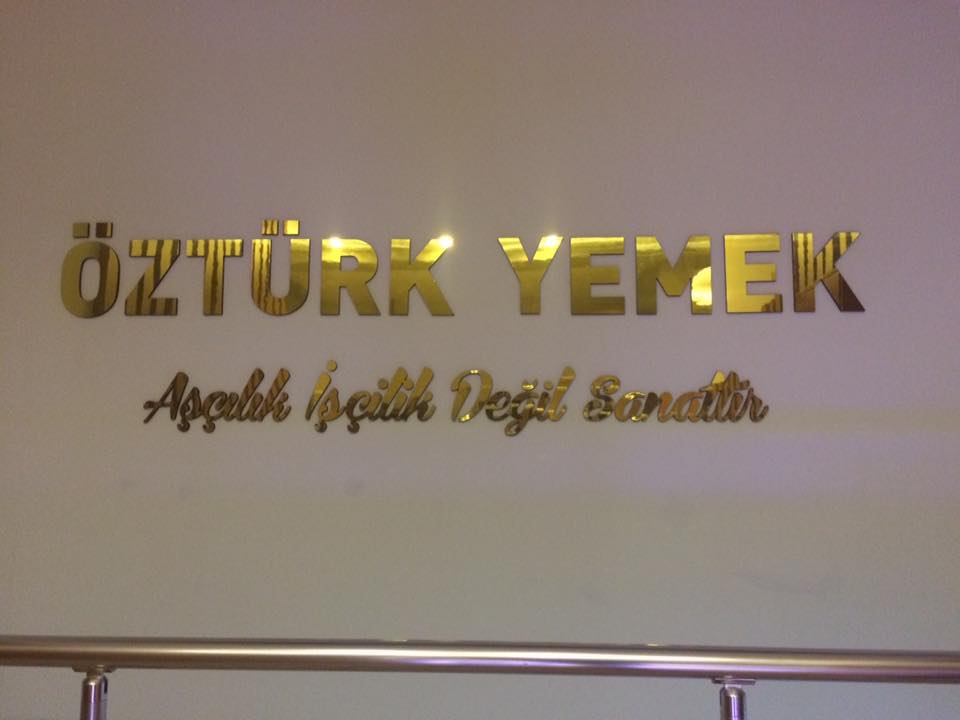 ÖZTÜRK YEMEK
Aşçılık İşçilik Değil Sanattır